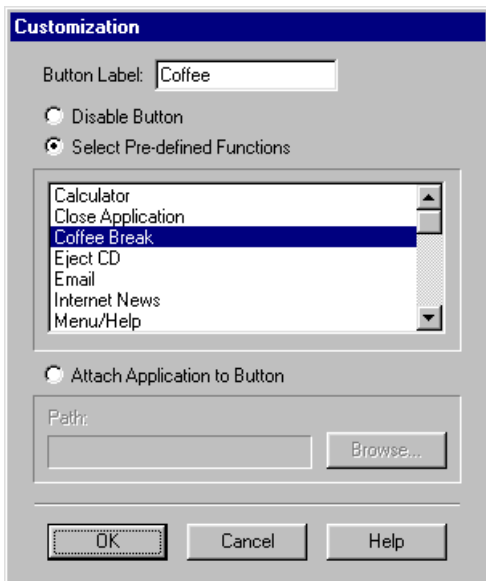 Customization
Button Label: Coffee
Disable Button
Select Pre-defined Functions
Calculator
Close Application
Coffee Break
Eject CD
Email
Internet News
Menu/Help
Attach Application to Button
Path:
Browse...
OK Cancel Help